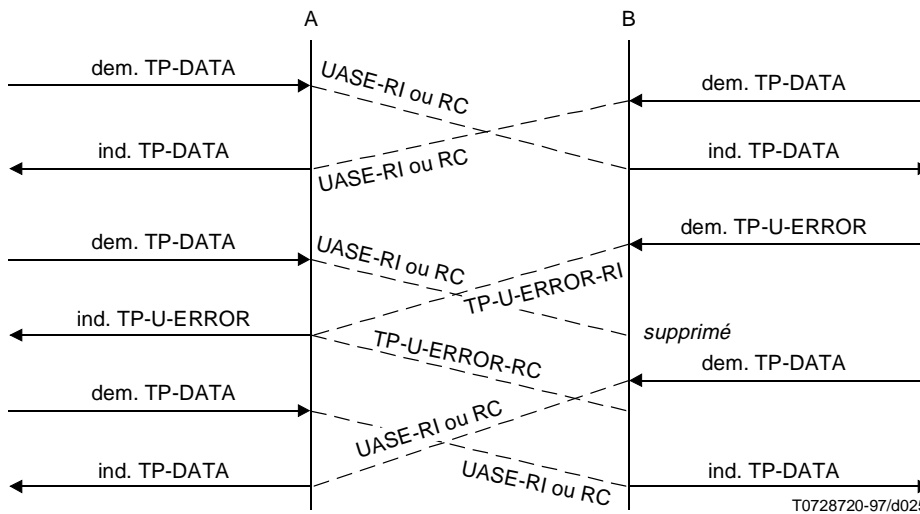 A B
dem. TP-DATA
UASE-RI ou RC
dem. TP-DATA
ind. TP-DATA
UASE-RI ou RC
ind. TP-DATA
dem. TP-DATA
UASE-RI ou RC
dem. TP-U-ERROR
TP-U-ERROR-RI
ind. TP-U-ERROR
supprimé
TP-U-ERROR-RC
dem. TP-DATA
dem. TP-DATA
UASE-RI ou RC
ind. TP-DATA
UASE-RI ou RC
ind. TP-DATA
T0728720-97/d025